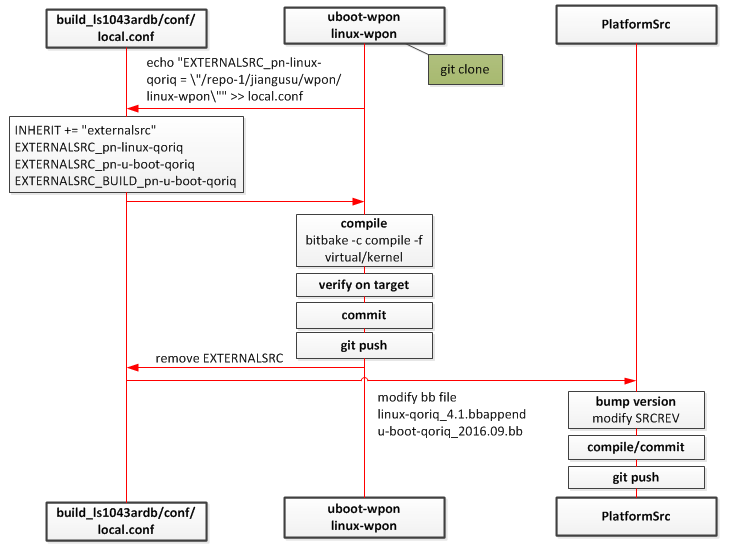 build_ls1043ardb/conf/
local.conf
uboot-wpon
linux-wpon
PlatformSrc
git clone
echo "EXTERNALSRC_pn-linux-
qoriq = \"/repo-1/jiangusu/wpon/
linux-wpon\"" >> local.conf
INHERIT += "externalsrc"
EXTERNALSRC_pn-linux-qoriq
EXTERNALSRC_pn-u-boot-qoriq
EXTERNALSRC_BUILD_pn-u-boot-qoriq
compile
bitbake -c compile -f
virtual/kernel
verify on target
commit
git push
remove EXTERNALSRC
modify bb file
linux-qoriq_4.1.bbappend
u-boot-qoriq_2016.09.bb
bump version
modify SRCREV
compile/commit
git push
build_ls1043ardb/conf/
local.conf
uboot-wpon
linux-wpon
PlatformSrc